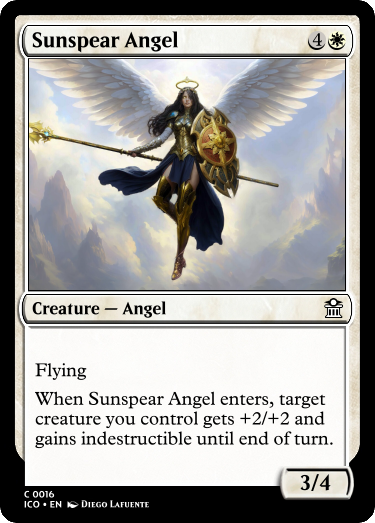 Sunspear Angel 4
Creature — Angel
Flying
When Sunspear Angel enters, target
creature you control gets +2/+2 and
gains indestructible until end of turn.
3/4
C 0016
ICO • EN Diego Lafuente